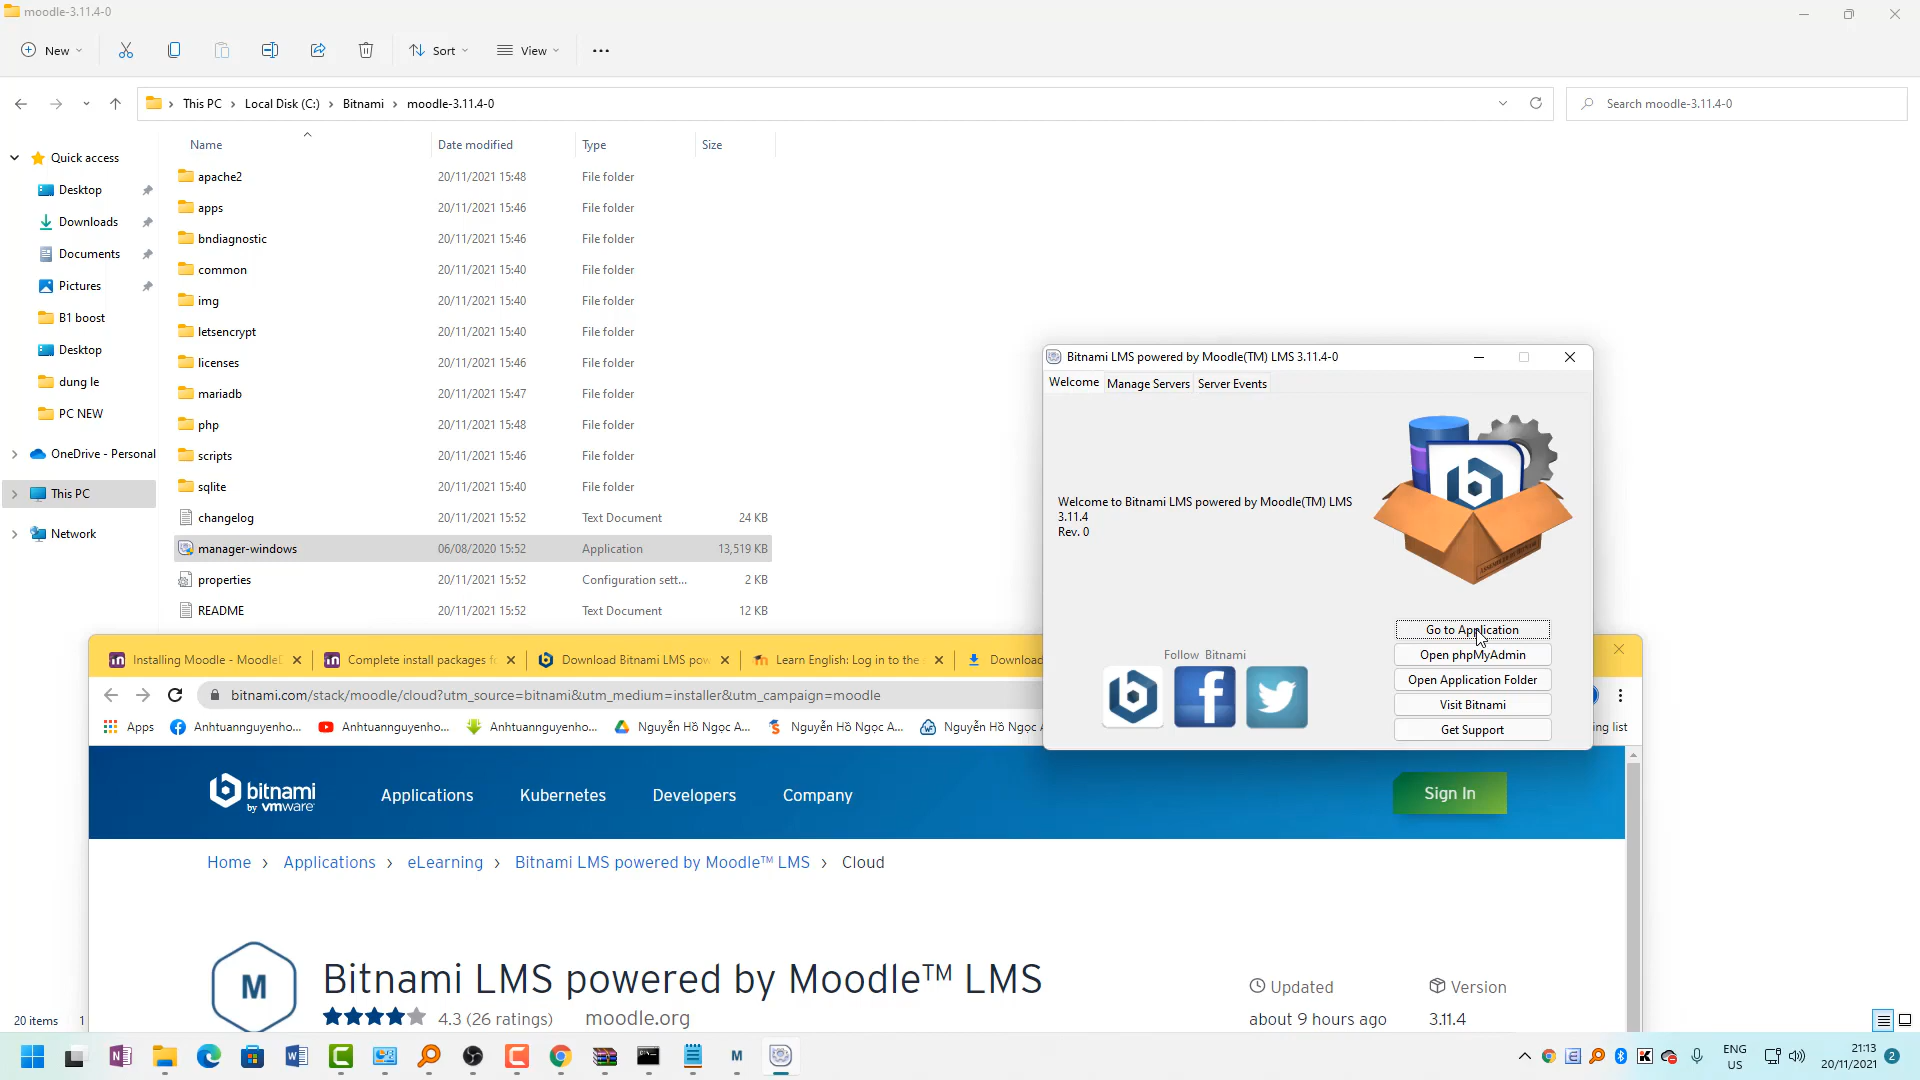 moodle-3.11.4-0
New
Sort
View
This PC > Local Disk (C:) > Bitnami > moodle-3.11.4-0
Search moodle-3.11.4-0
Name Date modified Type Size
Quick access
Desktop
Downloads
Documents
Pictures
B1 boost
Desktop
dung le
PC NEW
OneDrive - Personal
This PC
Network
apache2 20/11/2021 15:48 File folder
apps 20/11/2021 15:46 File folder
bndiagnostic 20/11/2021 15:46 File folder
common 20/11/2021 15:40 File folder
img 20/11/2021 15:40 File folder
letsencrypt 20/11/2021 15:40 File folder
licenses 20/11/2021 15:46 File folder
mariadb 20/11/2021 15:47 File folder
php 20/11/2021 15:48 File folder
scripts 20/11/2021 15:46 File folder
sqlite 20/11/2021 15:40 File folder
changelog 20/11/2021 15:52 Text Document 24 KB
manager-windows 06/08/2020 15:52 Application 13,519 KB
properties 20/11/2021 15:52 Configuration sett... 2 KB
README 20/11/2021 15:52 Text Document 12 KB
20 items 1
Bitnami LMS powered by Moodle(TM) LMS 3.11.4-0
Welcome Manage Servers Server Events
Welcome to Bitnami LMS powered by Moodle(TM) LMS
3.11.4
Rev. 0
Follow Bitnami
Go to Application
Open phpMyAdmin
Open Application Folder
Visit Bitnami
Get Support
Installing Moodle - Moodle
Complete install packages f
Download Bitnami LMS pow
Learn English: Log in to the
Download
bitnami.com/stack/moodle/cloud?utm_source=bitnami&utm_medium=installer&utm_campaign=moodle
Apps Anhtuannguyenho... Anhtuannguyenho... Anhtuannguyenho... Nguyễn Hồ Ngọc A... Nguyễn Hồ Ngọc A... Nguyễn Hồ Ngọc A ng list
bitnami
by vmware
Applications Kubernetes Developers Company
Sign In
Home > Applications > eLearning > Bitnami LMS powered by Moodle™ LMS > Cloud
M
Bitnami LMS powered by Moodle™ LMS
4.3 (26 ratings) moodle.org
Updated
about 9 hours ago
Version
3.11.4
ENG
US
21:13
20/11/2021
2